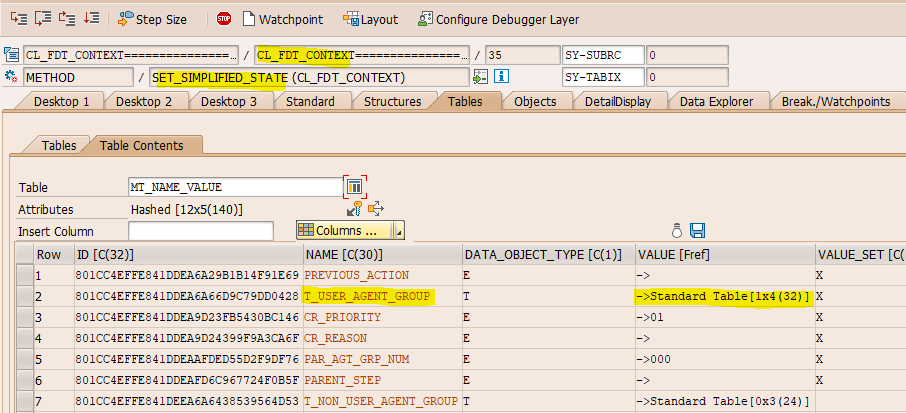 Step Size Watchpoint Layout Configure Debugger Layer
CL_FDT_CONTEXT===============... / CL_FDT_CONTEXT===============... / 35 SY-SUBRC 0
METHOD / SET_SIMPLIFIED_STATE (CL_FDT_CONTEXT) SY-TABIX 0
Desktop 1 Desktop 2 Desktop 3 Standard Structures Tables Objects DetailDisplay Data Explorer Break./Watchpoints
Tables Table Contents
Table MT_NAME_VALUE
Attributes Hashed [12x5(140)]
Insert Column Columns ...
Row ID [C(32)] NAME [C(30)] DATA_OBJECT_TYPE [C(1)] VALUE [Fref] VALUE_SET [C(
1 801CC4EFFE841DDEA6A29B1B14F91E69 PREVIOUS_ACTION E -> X
2 801CC4EFFE841DDEA6A66D9C79DD0428 T_USER_AGENT_GROUP T ->Standard Table[1x4(32)] X
3 801CC4EFFE841DDEA9D23FB5430BC146 CR_PRIORITY E ->01 X
4 801CC4EFFE841DDEA9D24399F9A3CA6F CR_REASON E -> X
5 801CC4EFFE841DDEAAFDED55D2F9DF76 PAR_AGT_GRP_NUM E ->000 X
6 801CC4EFFE841DDEAFD6C967724F0B5F PARENT_STEP E -> X
7 801CC4EFFE841DEEA6A6438539564D53 T_NON_USER_AGENT_GROUP T ->Standard Table[0x3(24)] X